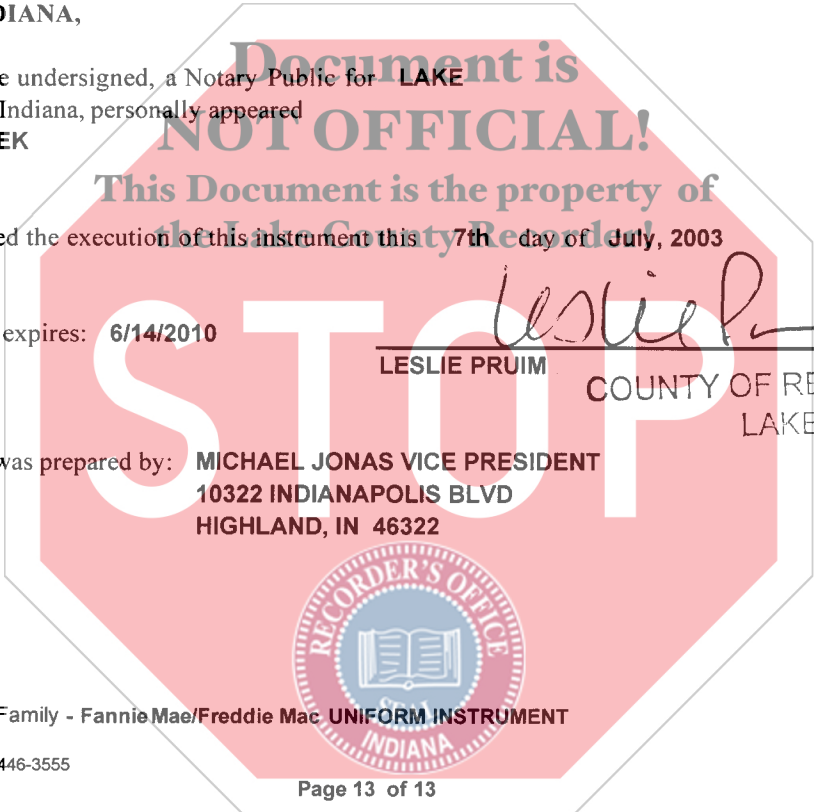 DIANA,
Document is
e undersigned, a Notary Public for LAKE
Indiana, personally appeared
NOT OFFICIAL!
EK
This Document is the property of
the Lake County Recorder!
ed the execution of this instrument this 7th day of July, 2003
Leslie P
expires: 6/14/2010
STOP
LESLIE PRUIM
COUNTY OF RE
LAKE
was prepared by: MICHAEL JONAS VICE PRESIDENT
10322 INDIANAPOLIS BLVD
HIGHLAND, IN 46322
RECORDER'S OFFICE
SEAL
INDIANA
Family - Fannie Mae/Freddie Mac UNIFORM INSTRUMENT
446-3555
Page 13 of 13